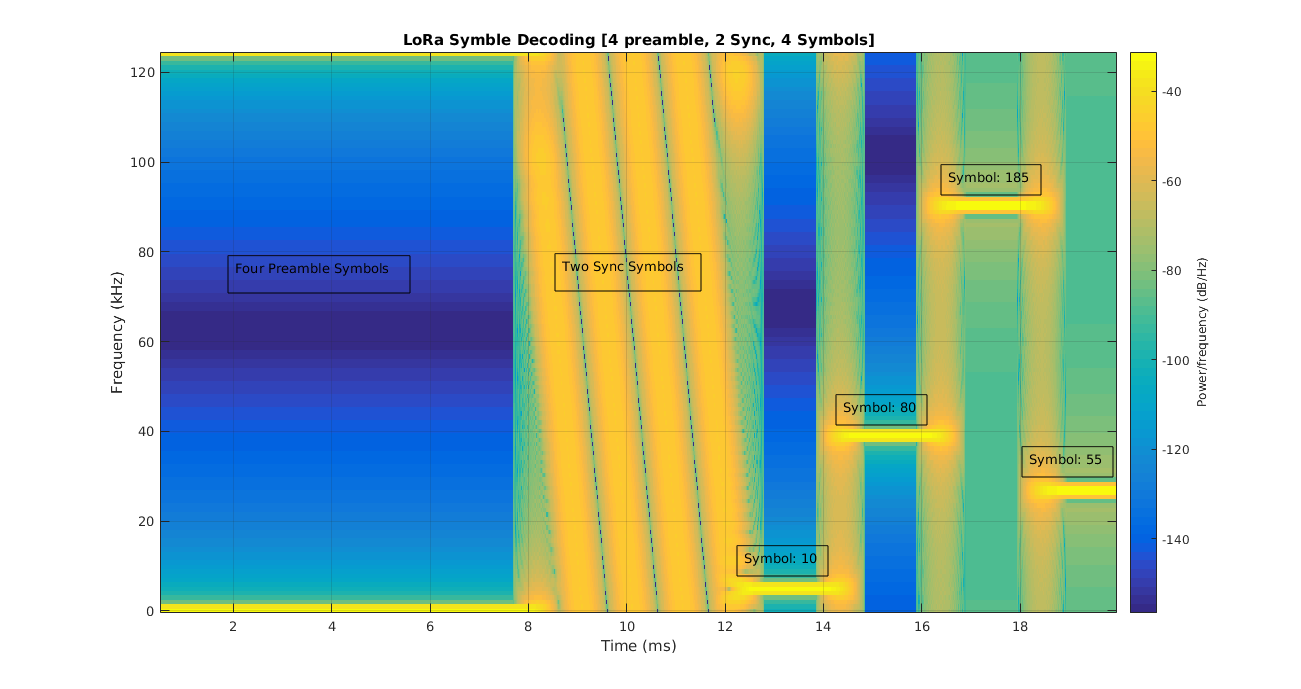 LoRa Symble Decoding [4 preamble, 2 Sync, 4 Symbols]
120
100
80
60
40
20
0
Frequency (kHz)
Four Preamble Symbols
Two Sync Symbols
Symbol: 10
Symbol: 80
Symbol: 185
Symbol: 55
2 4 6 8 10 12 14 16 18
Time (ms)
-40
-60
-80
-100
-120
-140
Power/frequency (dB/Hz)